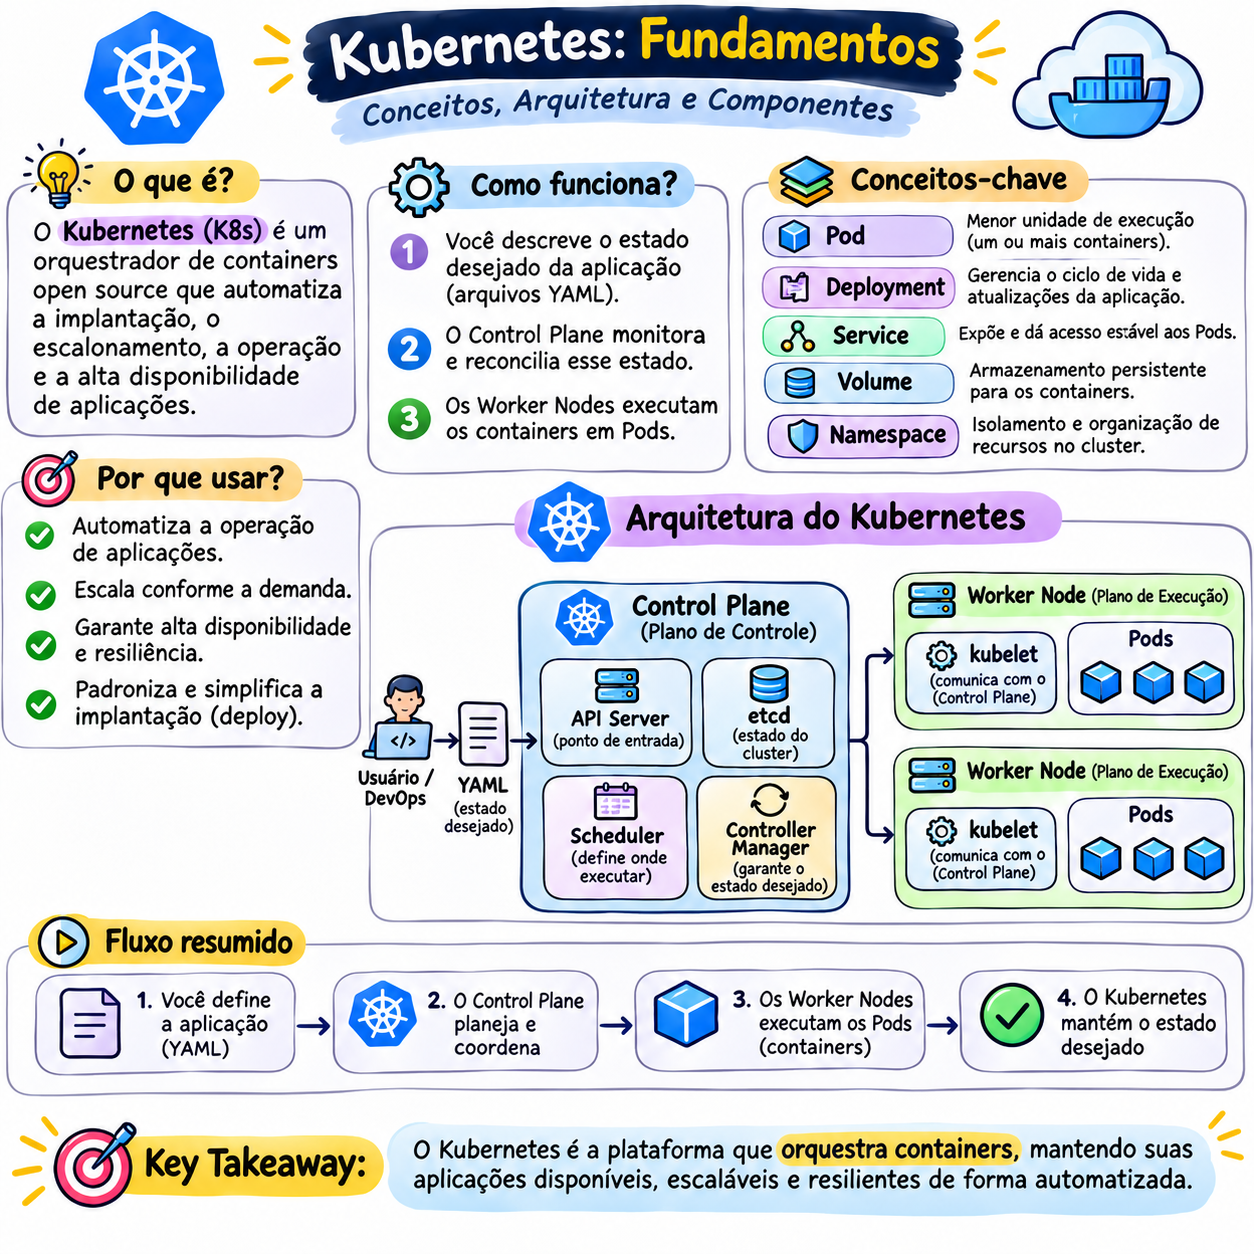 Kubernetes: Fundamentos
Conceitos, Arquitetura e Componentes
O que é?
O Kubernetes (K8s) é um
orquestrador de containers
open source que automatiza
a implantação, o
escalonamento, a operação
e a alta disponibilidade
de aplicações.
Como funciona?
1
Você descreve o estado
desejado da aplicação
(arquivos YAML).
2
O Control Plane monitora
e reconcilia esse estado.
3
Os Worker Nodes executam
os containers em Pods.
Conceitos-chave
Pod
Menor unidade de execução
(um ou mais containers).
Deployment
Gerencia o ciclo de vida e
atualizações da aplicação.
Service
Expõe e dá acesso estável aos Pods.
Volume
Armazenamento persistente
para os containers.
Namespace
Isolamento e organização de
recursos no cluster.
Por que usar?
Automatiza a operação
de aplicações.
Escala conforme a demanda.
Garante alta disponibilidade
e resiliência.
Padroniza e simplifica a
implantação (deploy).
Arquitetura do Kubernetes
</>
Usuário /
DevOps
YAML
(estado
desejado)
Control Plane
(Plano de Controle)
API Server
(ponto de entrada)
etcd
(estado do
cluster)
Scheduler
(define onde
executar)
Controller
Manager
(garante o
estado desejado)
Worker Node (Plano de Execução)
kubelet
(comunica com o
(Control Plane)
Pods
Worker Node (Plano de Execução)
kubelet
(comunica com o
(Control Plane)
Pods
Fluxo resumido
1. Você define
a aplicação
(YAML)
2. O Control Plane
planeja e
coordena
3. Os Worker Nodes
executam os Pods
(containers)
4. O Kubernetes
mantém o estado
desejado
Key Takeaway:
O Kubernetes é a plataforma que orquestra containers, mantendo suas
aplicações disponíveis, escaláveis e resilientes de forma automatizada.